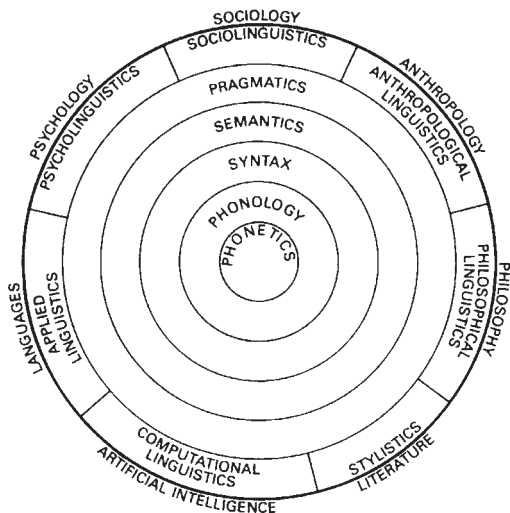 SOCIOLOGY
SOCIOLINGUISTICS
PSYCHOLOGY
PSYCHOLINGUISTICS
ANTHROPOLOGY
ANTHROPOLOGICAL
LINGUISTICS
PRAGMATICS
SEMANTICS
SYNTAX
PHONOLOGY
PHONETICS
LANGUAGES
APPLIED
LINGUISTICS
PHILOSOPHY
PHILOSOPHICAL
LINGUISTICS
COMPUTATIONAL
LINGUISTICS
ARTIFICIAL INTELLIGENCE
STYLISTICS
LITERATURE